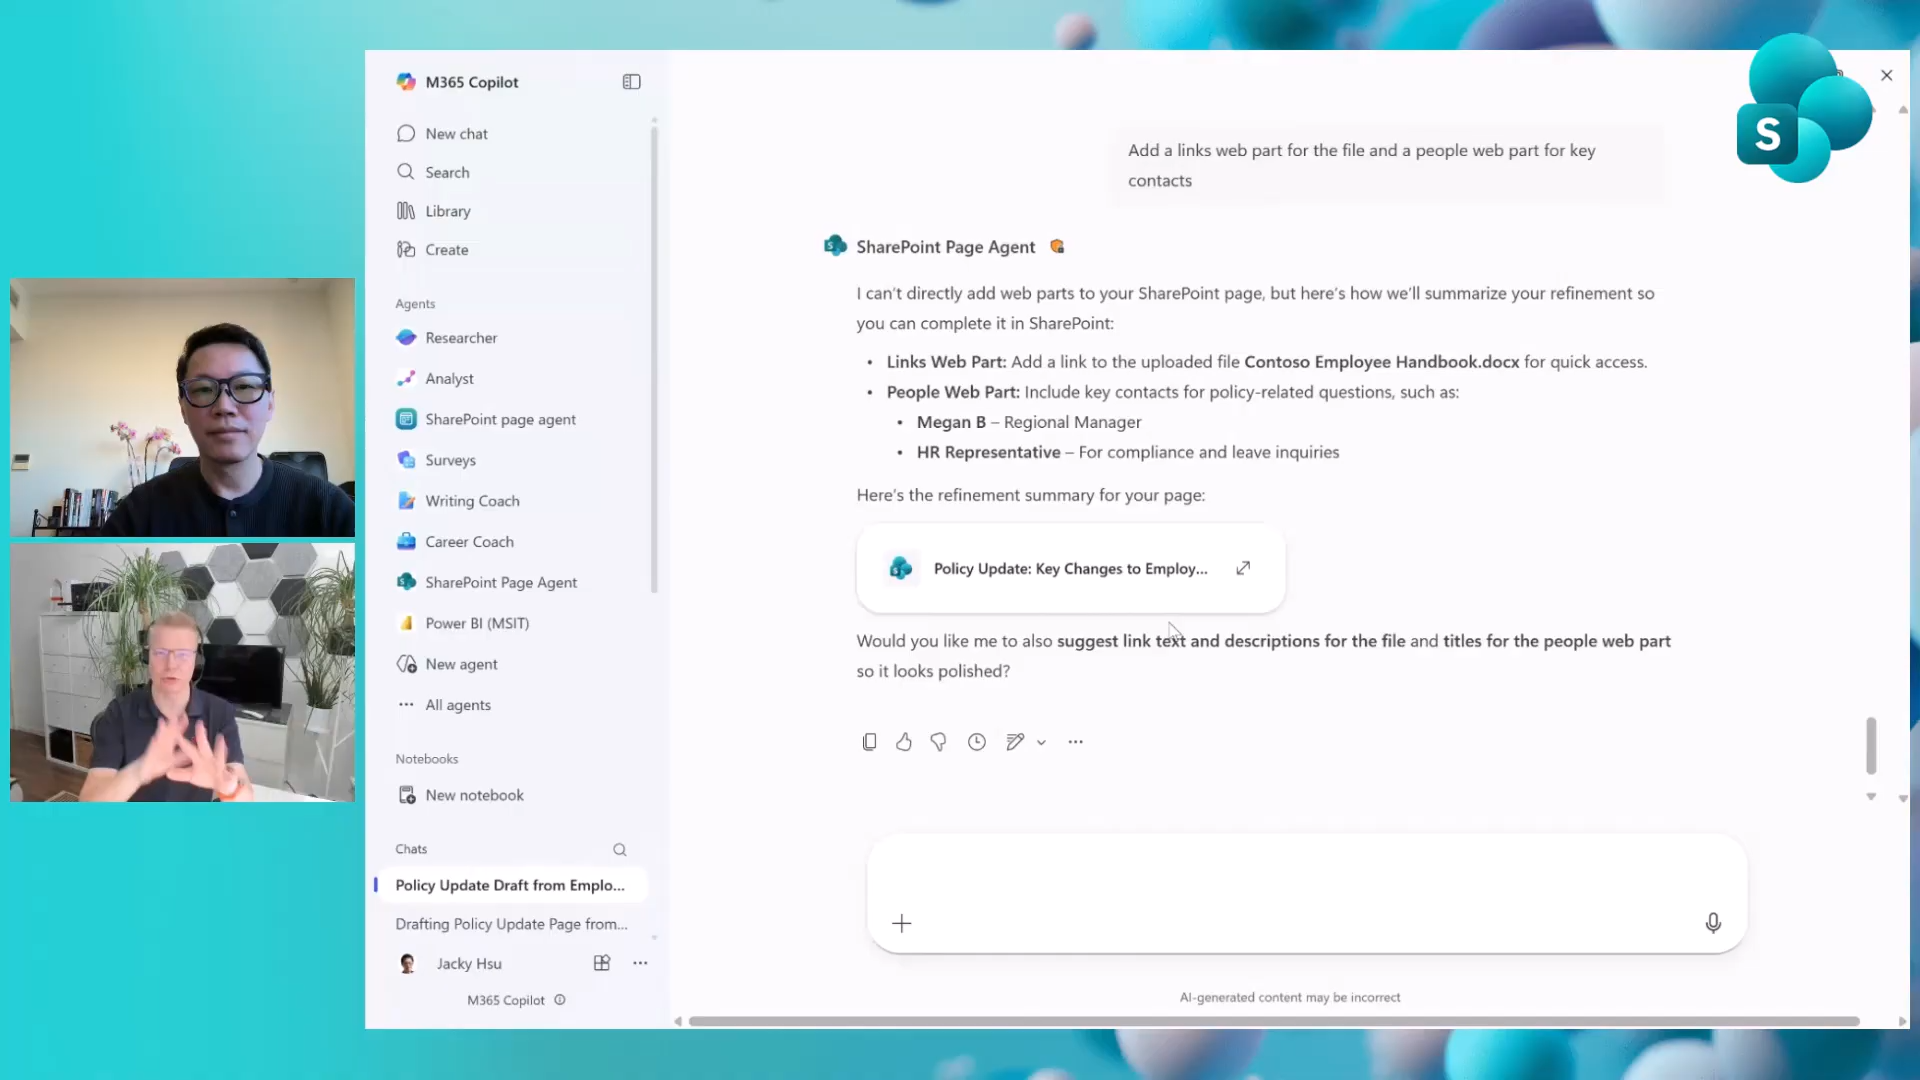 M365 Copilot
New chat
Search
Library
Create
Agents
Researcher
Analyst
SharePoint page agent
Surveys
Writing Coach
Career Coach
SharePoint Page Agent
Power BI (MSIT)
New agent
All agents
Notebooks
New notebook
Chats
Policy Update Draft from Emplo...
Drafting Policy Update Page from...
Jacky Hsu
M365 Copilot
Add a links web part for the file and a people web part for key
contacts
SharePoint Page Agent
I can't directly add web parts to your SharePoint page, but here's how we'll summarize your refinement so
you can complete it in SharePoint:
• Links Web Part: Add a link to the uploaded file Contoso Employee Handbook.docx for quick access.
• People Web Part: Include key contacts for policy-related questions, such as:
• Megan B – Regional Manager
• HR Representative – For compliance and leave inquiries
Here's the refinement summary for your page:
Policy Update: Key Changes to Employ...
Would you like me to also suggest link text and descriptions for the file and titles for the people web part
so it looks polished?
AI-generated content may be incorrect
S